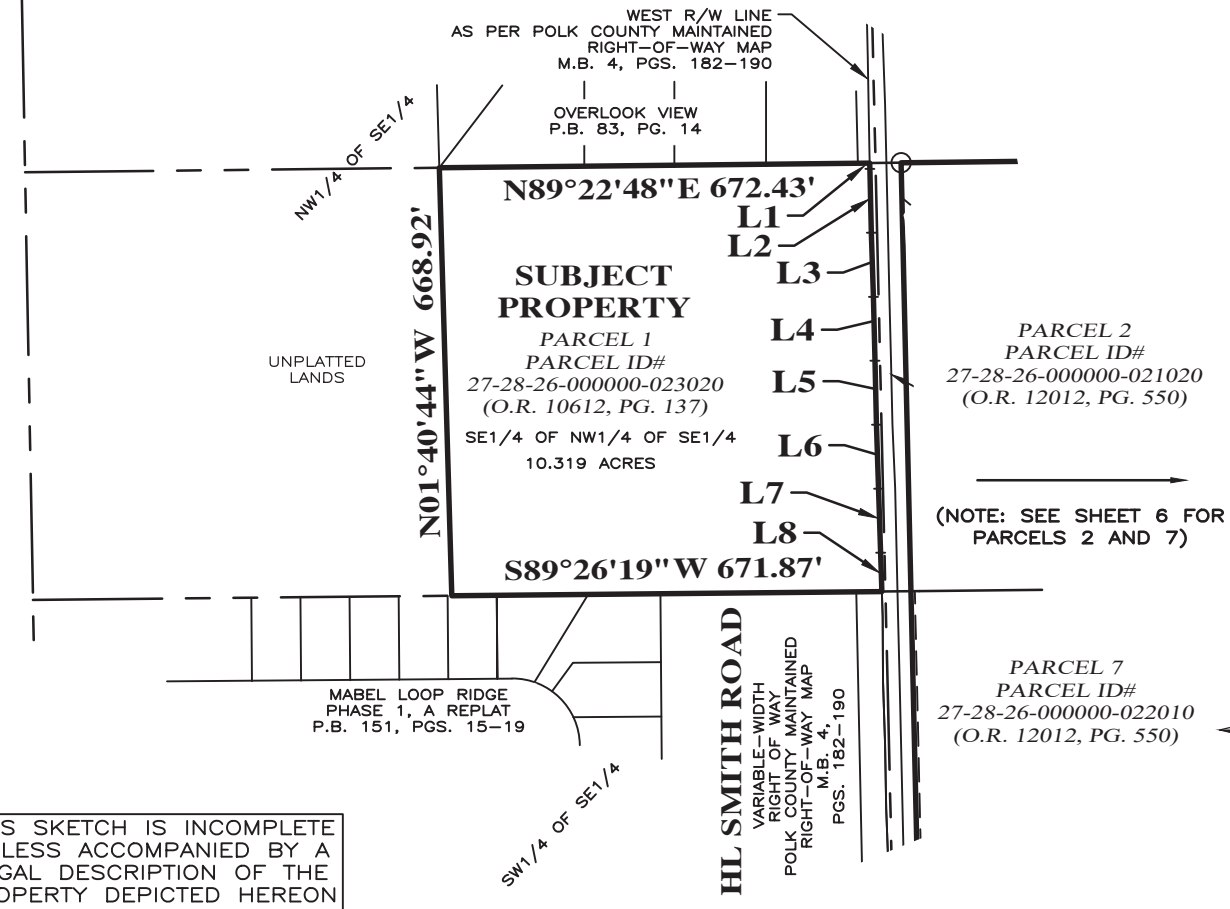 WEST R/W LINE
AS PER POLK COUNTY MAINTAINED
RIGHT-OF-WAY MAP
M.B. 4, PGS. 182-190
OVERLOOK VIEW
P.B. 83, PG. 14
NW1/4 OF SE1/4
N89°22'48"E 672.43'
L1
L2
L3
L4
L5
L6
L7
L8
N01°40'44"W 668.92'
SUBJECT
PROPERTY
PARCEL 1
PARCEL ID#
27-28-26-000000-023020
(O.R. 10612, PG. 137)
SE1/4 OF NW1/4 OF SE1/4
10.319 ACRES
UNPLATTED
LANDS
PARCEL 2
PARCEL ID#
27-28-26-000000-021020
(O.R. 12012, PG. 550)
(NOTE: SEE SHEET 6 FOR
PARCELS 2 AND 7)
S89°26'19"W 671.87'
MABEL LOOP RIDGE
PHASE 1, A REPLAT
P.B. 151, PGS. 15-19
SW1/4 OF SE1/4
HL SMITH ROAD
VARIABLE-WIDTH
RIGHT OF WAY
POLK COUNTY MAINTAINED
RIGHT-OF-WAY MAP
M.B. 4,
PGS. 182-190
PARCEL 7
PARCEL ID#
27-28-26-000000-022010
(O.R. 12012, PG. 550)
S SKETCH IS INCOMPLETE
LESS ACCOMPANIED BY A
GAL DESCRIPTION OF THE
OPERTY DEPICTED HEREON